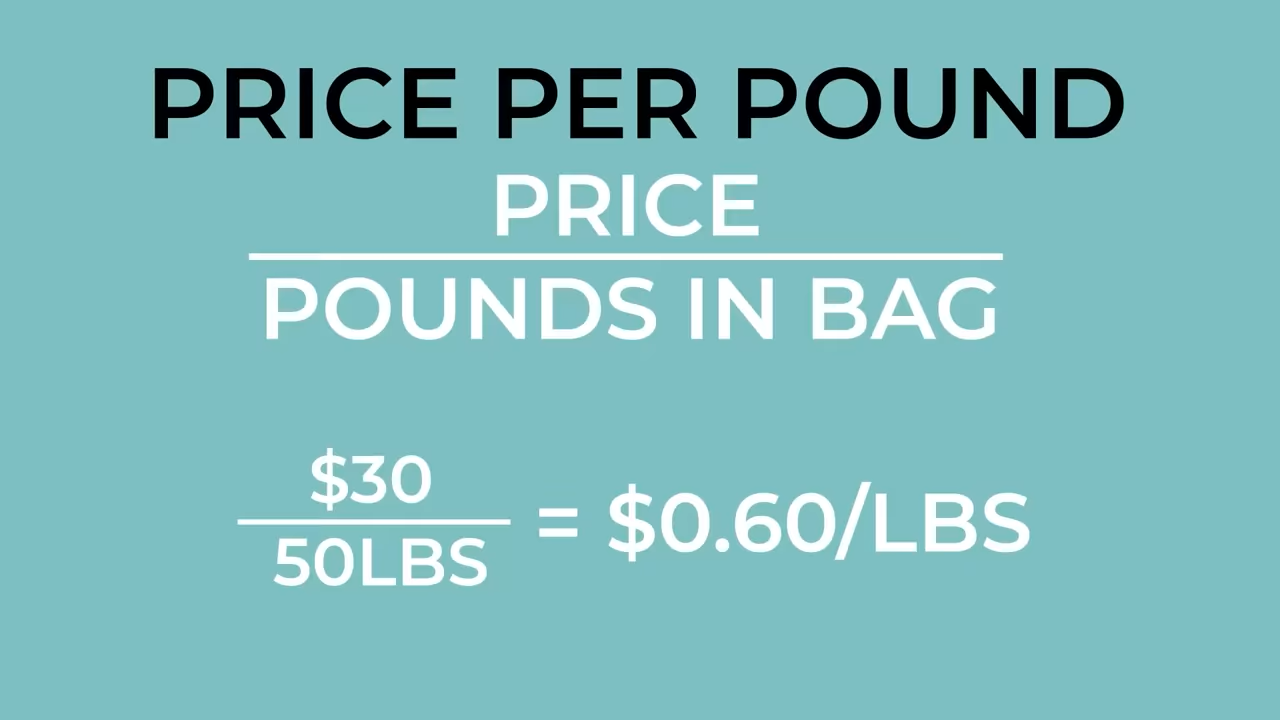 PRICE PER POUND
PRICE
POUNDS IN BAG
$30
50LBS
= $0.60/LBS